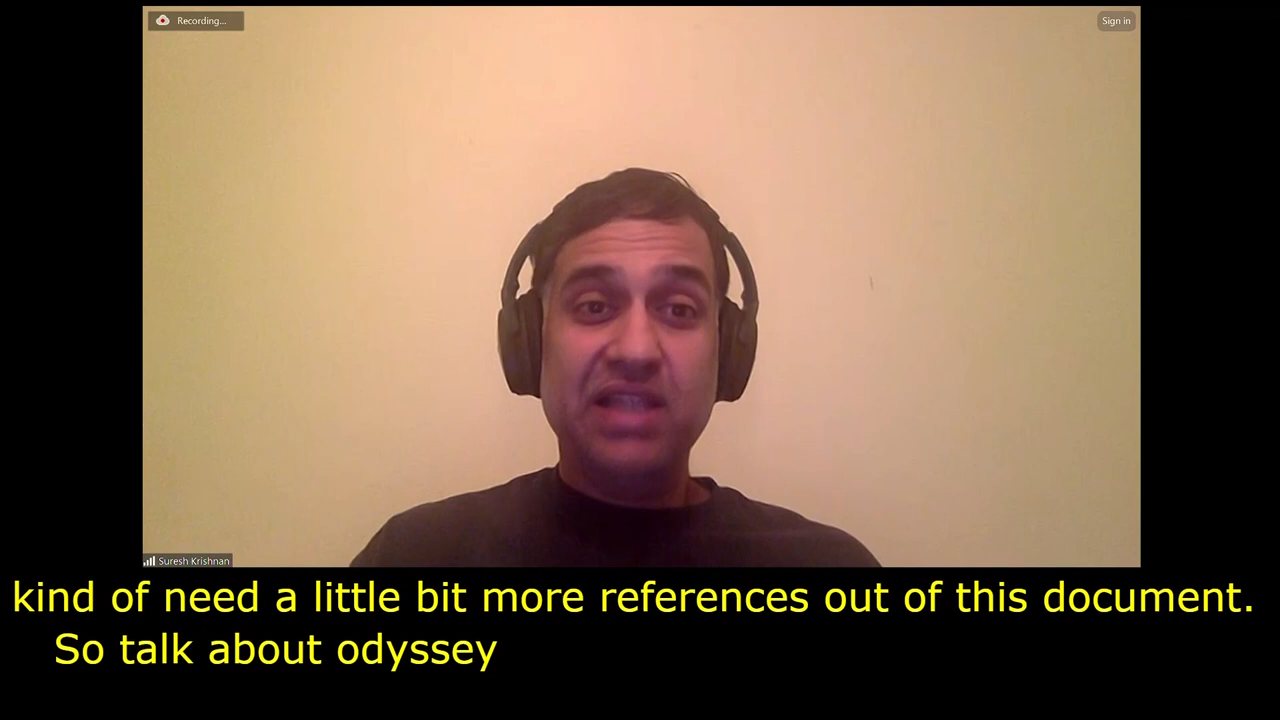 Recording...
Sign in
Suresh Krishnan
kind of need a little bit more references out of this document.
So talk about odyssey